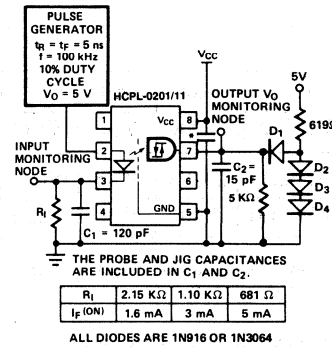 PULSE
GENERATOR
tR = tF = 5 ns
f = 100 kHz
10% DUTY
CYCLE
VO = 5 V
VCC
HCPL-0201/11
OUTPUT VO
MONITORING
NODE
5V
1
VCC
8
*
619Ω
D1
INPUT
MONITORING
NODE
2
7
D2
3
6
C2 =
15 pF
5 KΩ
D3
D4
RI
4
GND
5
C1 = 120 pF
THE PROBE AND JIG CAPACITANCES
ARE INCLUDED IN C1 AND C2.
RI 2.15 KΩ 1.10 KΩ 681 Ω
IF (ON) 1.6 mA 3 mA 5 mA
ALL DIODES ARE 1N916 OR 1N3064